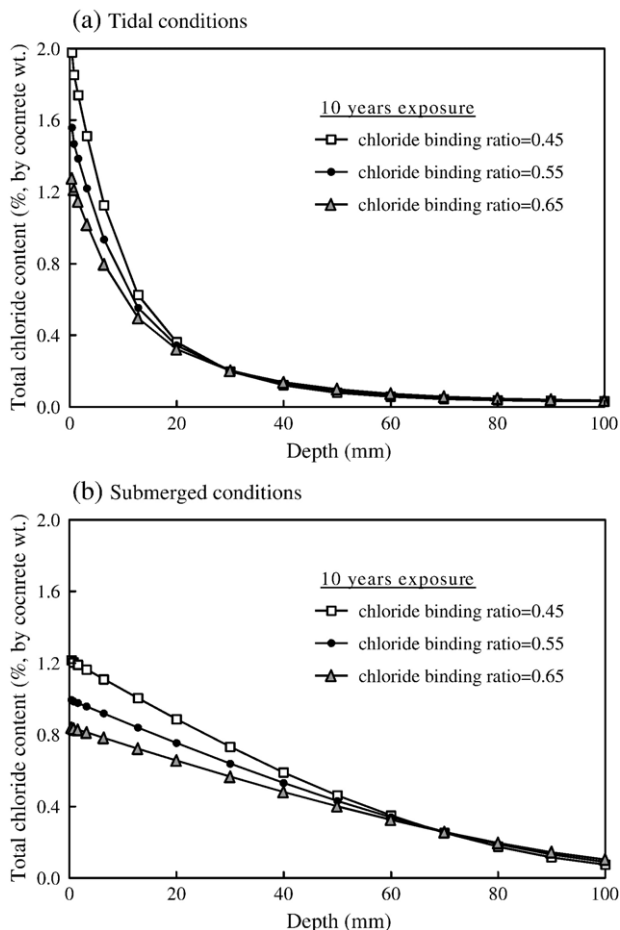 (a) Tidal conditions
2.0
1.6
1.2
0.8
0.4
0.0
Total chloride content (%, by cocnrete wt.)
10 years exposure
chloride binding ratio=0.45
chloride binding ratio=0.55
chloride binding ratio=0.65
0 20 40 60 80 100
Depth (mm)
(b) Submerged conditions
2.0
1.6
1.2
0.8
0.4
0.0
Total chloride content (%, by cocnrete wt.)
10 years exposure
chloride binding ratio=0.45
chloride binding ratio=0.55
chloride binding ratio=0.65
0 20 40 60 80 100
Depth (mm)